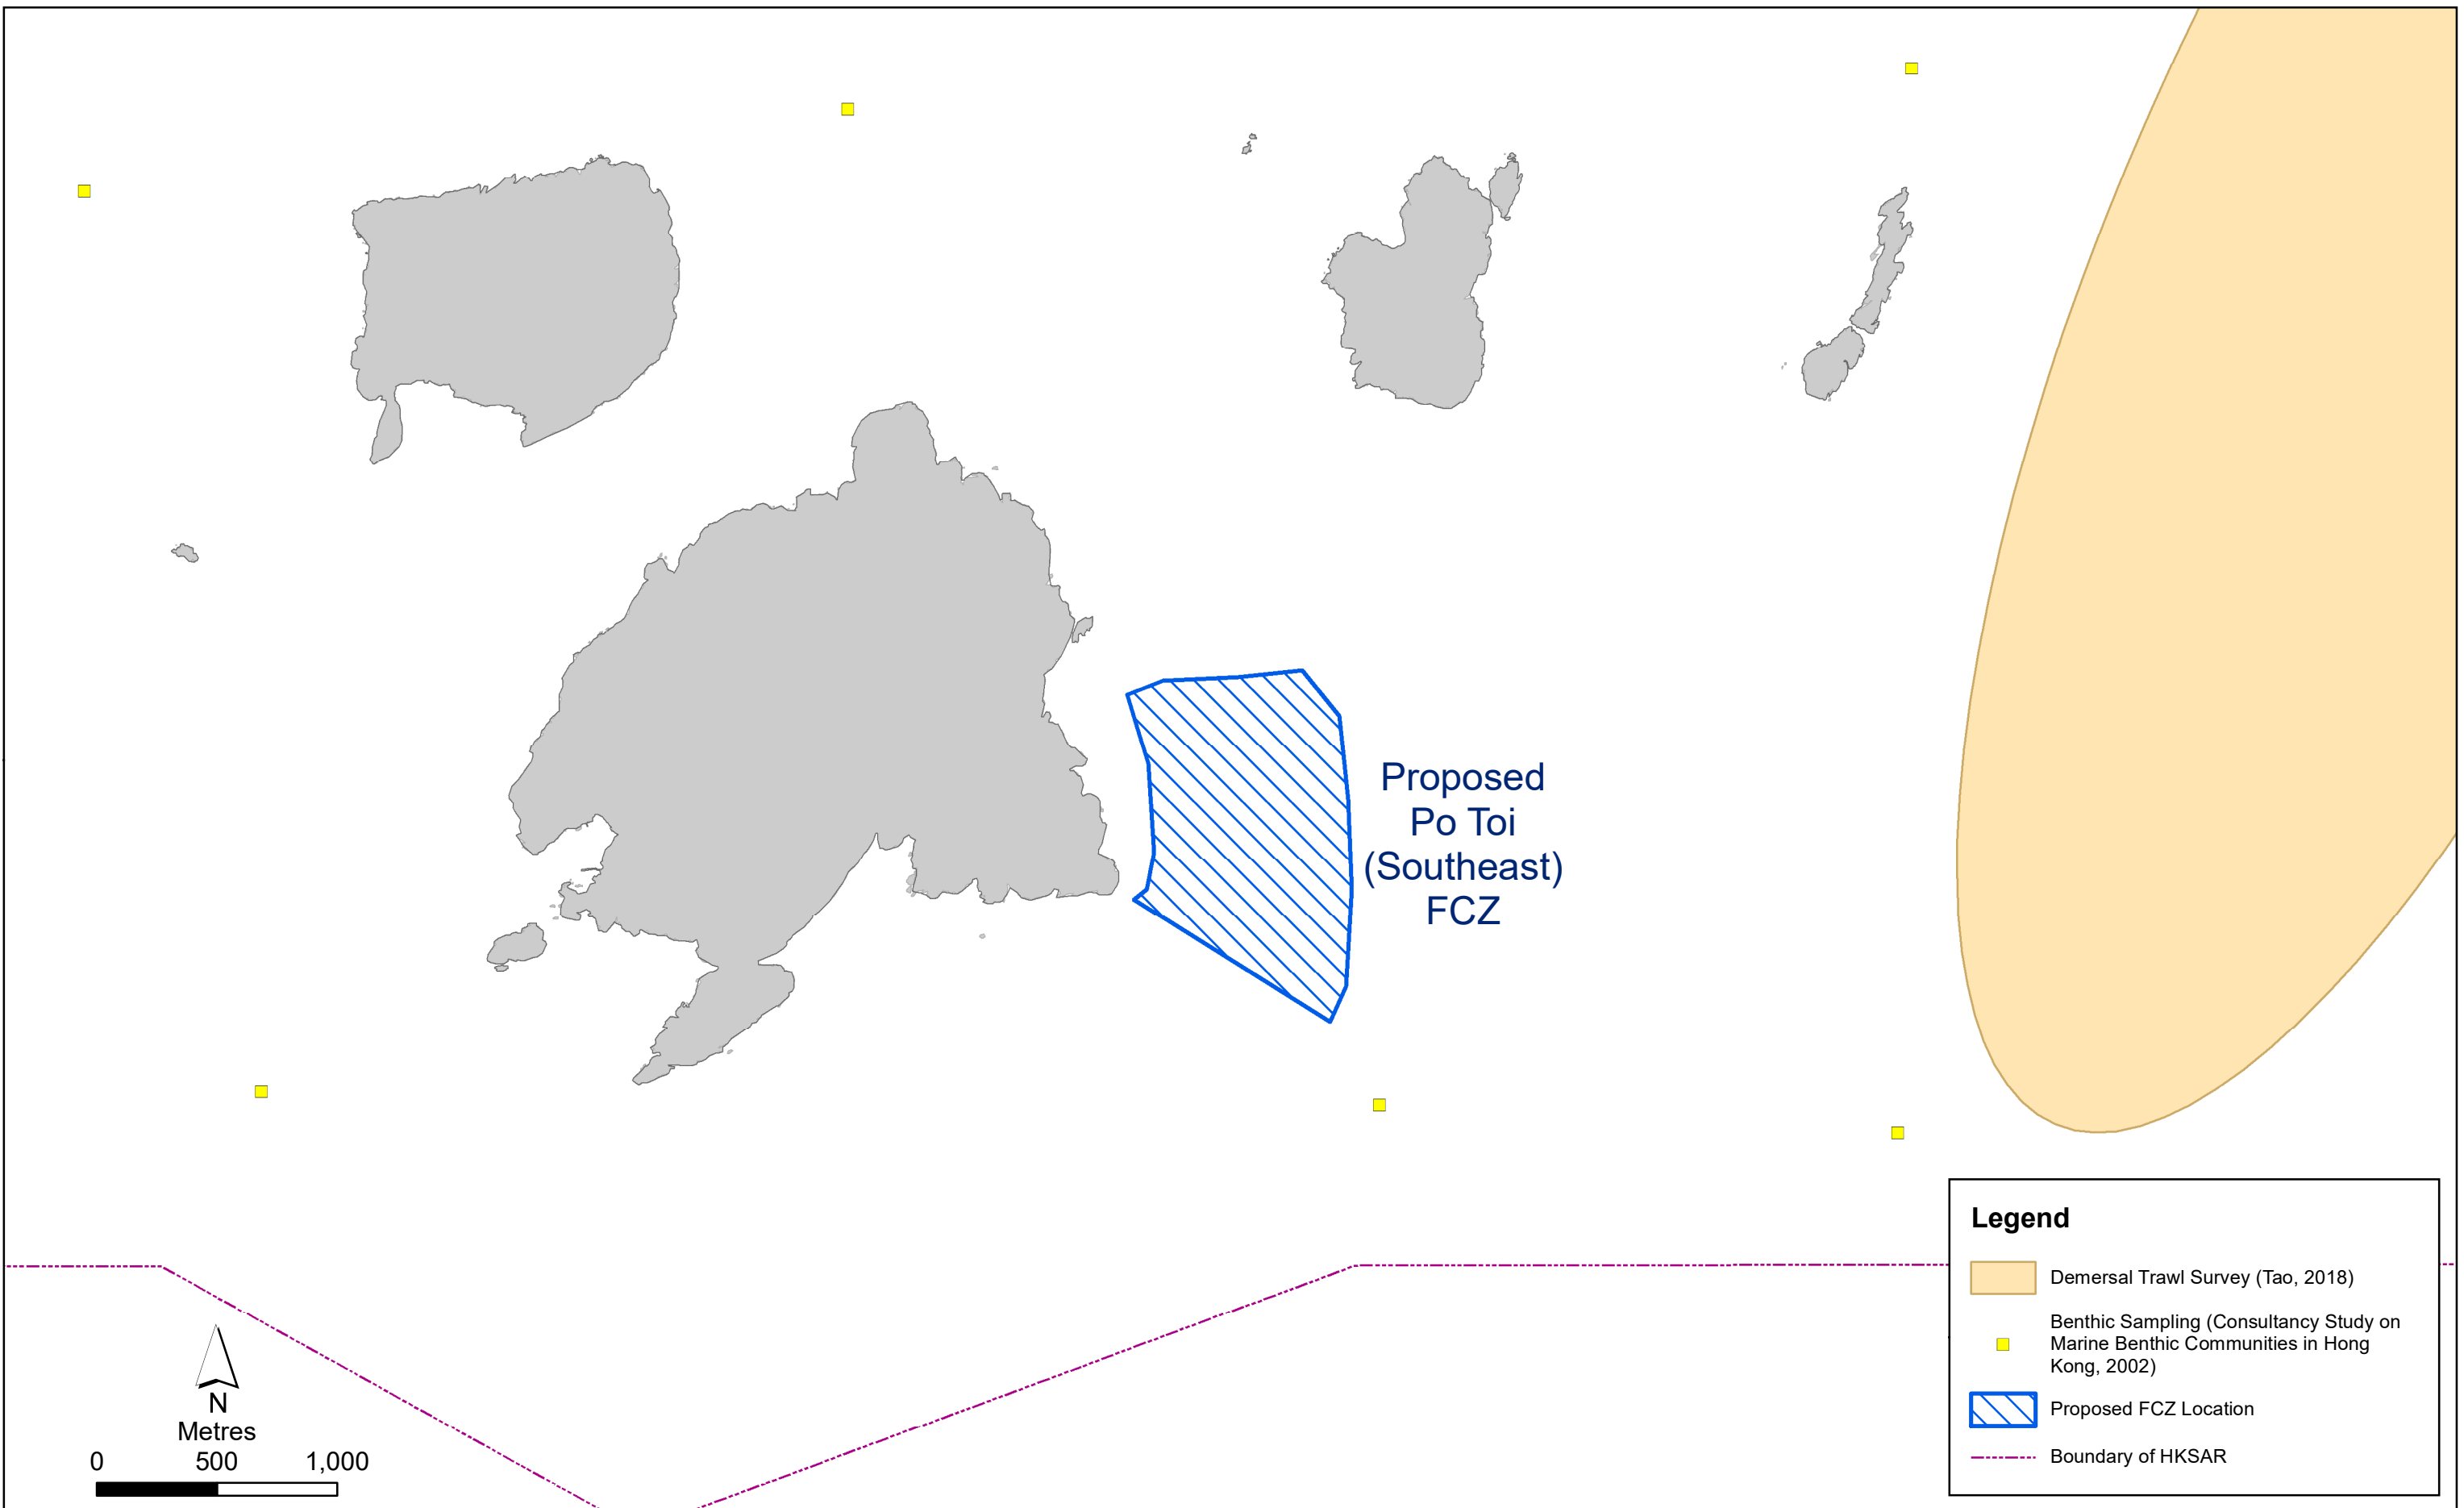 Proposed
Po Toi
(Southeast)
FCZ
Legend
Demersal Trawl Survey (Tao, 2018)
Benthic Sampling (Consultancy Study on
Marine Benthic Communities in Hong
Kong, 2002)
Proposed FCZ Location
Boundary of HKSAR
N
Metres
0 500 1,000